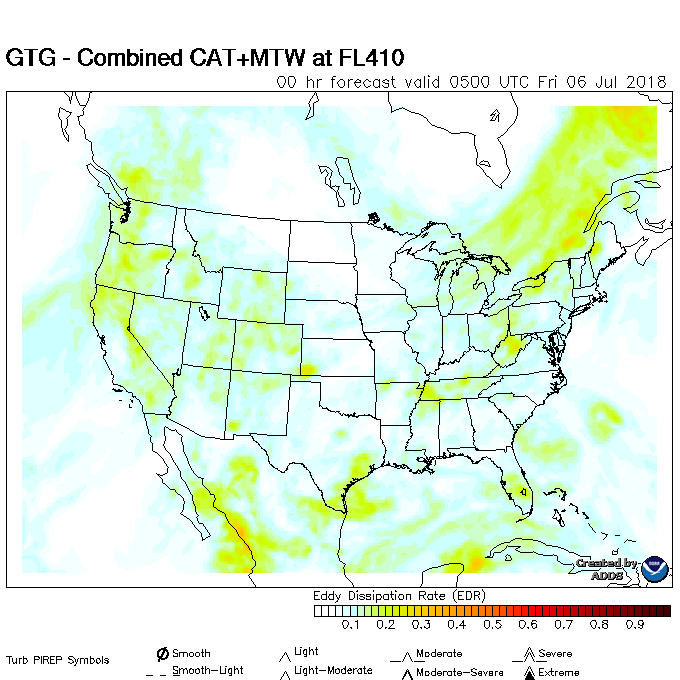 GTG - Combined CAT+MTW at FL410
00 hr forecast valid 0500 UTC Fri 06 Jul 2018
Created by
ADDS
Eddy Dissipation Rate (EDR)
0.1 0.2 0.3 0.4 0.5 0.6 0.7 0.8 0.9
Turb PIREP Symbols
Smooth Light Moderate Severe
Smooth-Light Light-Moderate Moderate-Severe Extreme